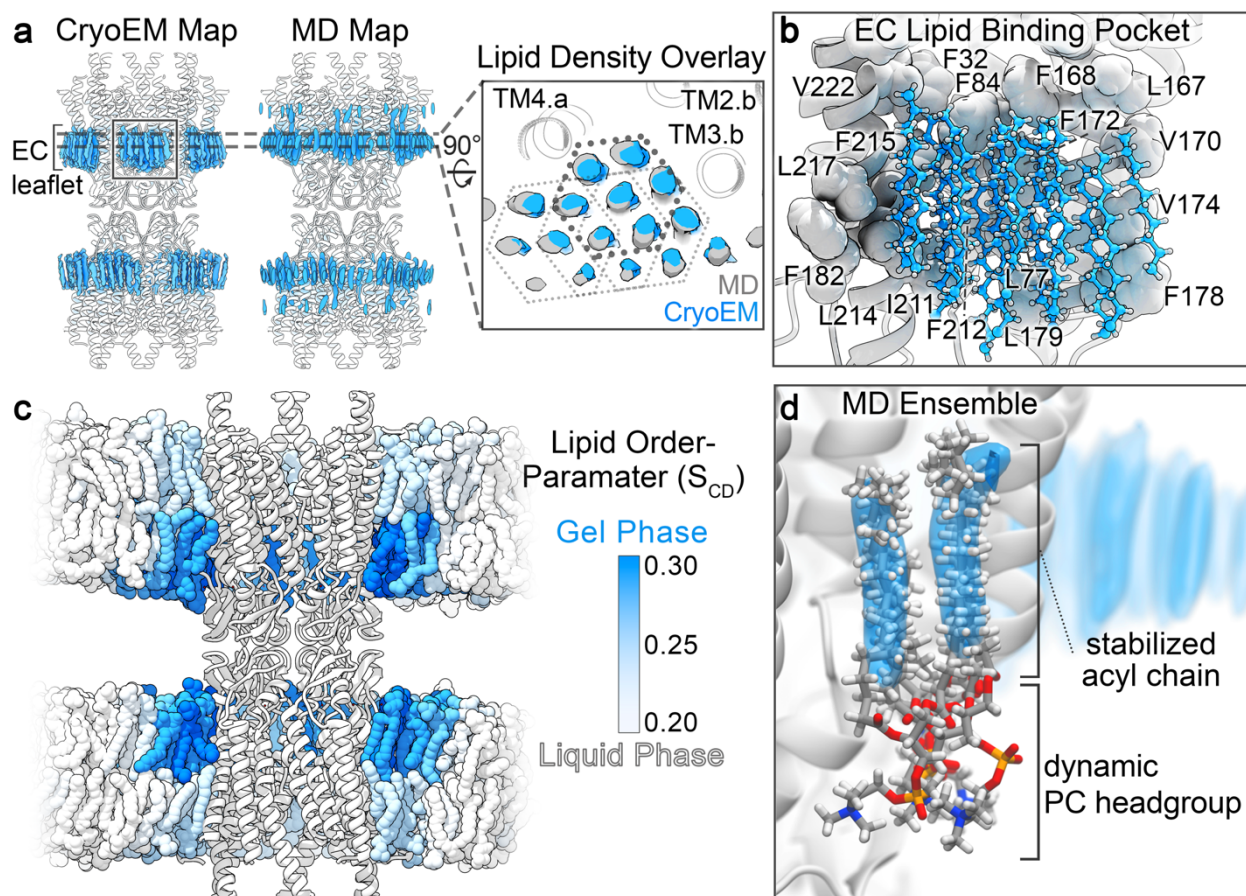 a
CryoEM Map
MD Map
EC
leaflet
90°
Lipid Density Overlay
TM4.a
TM2.b
TM3.b
MD
CryoEM
b
EC Lipid Binding Pocket
F32
V222
F84
F168
L167
F172
F215
V170
L217
V174
F182
L77
F178
I211
L214
F212
L179
c
Lipid Order-
Paramater (SCD)
Gel Phase
0.30
0.25
0.20
Liquid Phase
d
MD Ensemble
stabilized
acyl chain
dynamic
PC headgroup